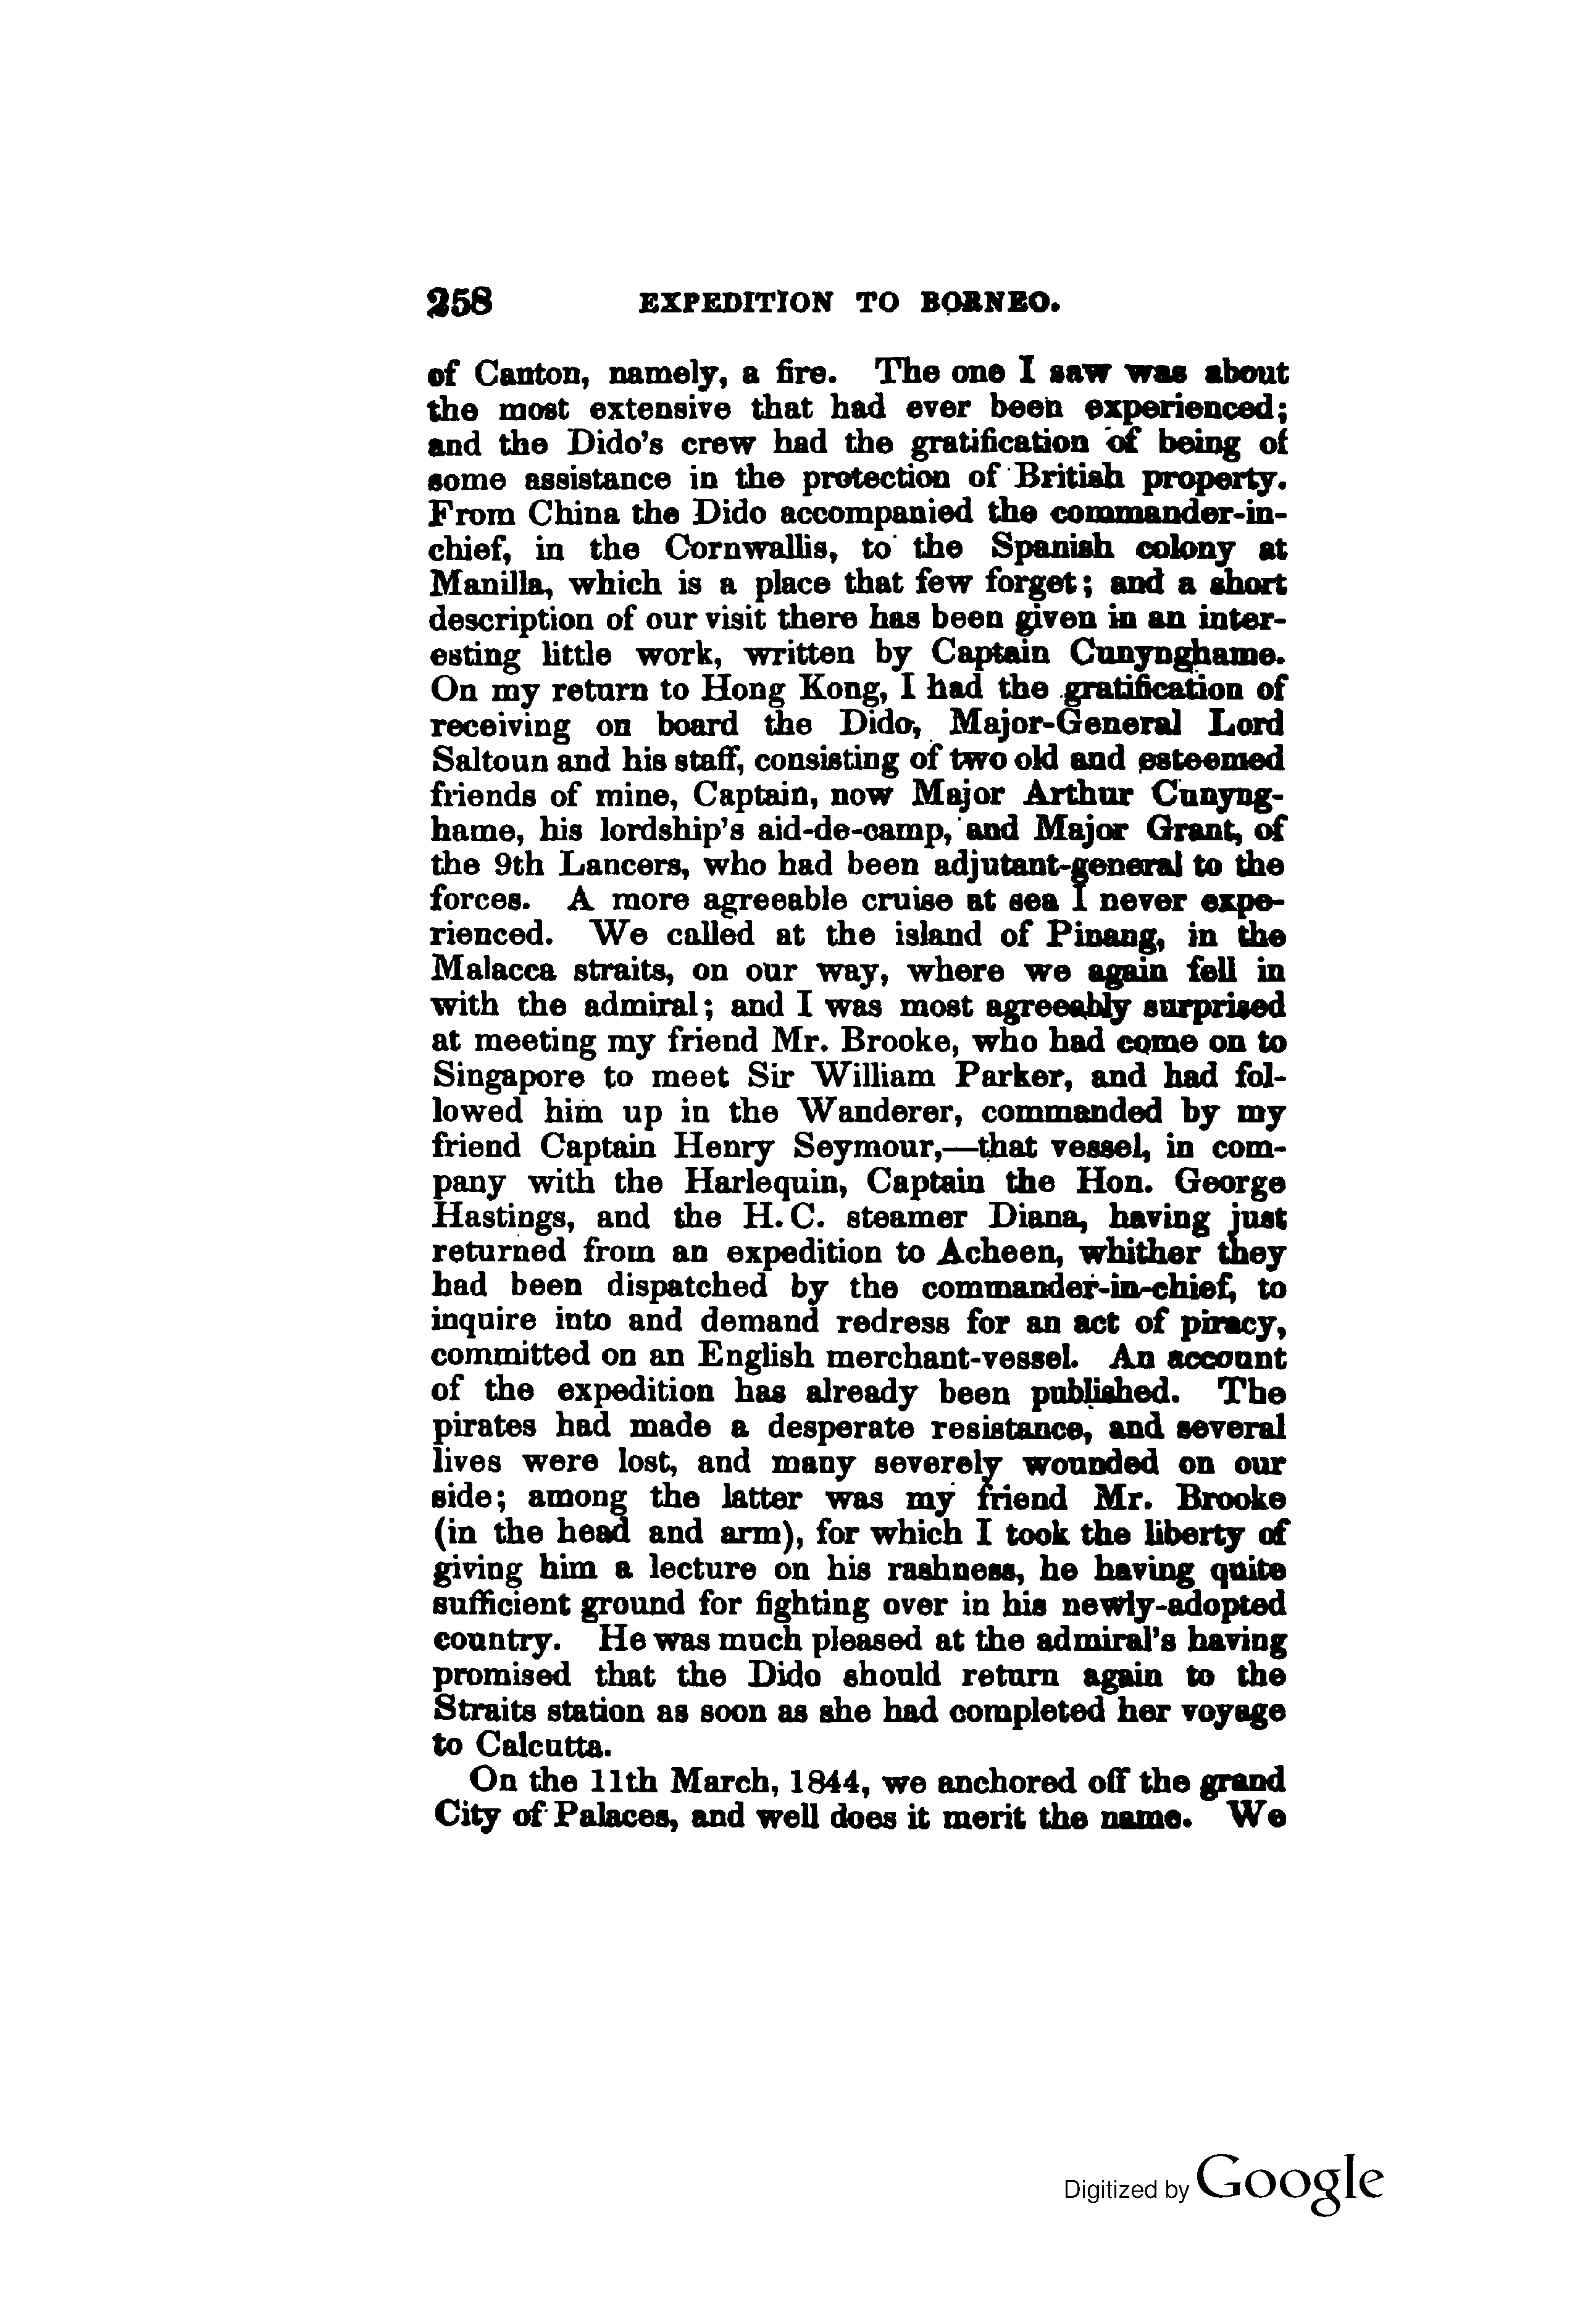 258 EXPEDITION TO BORNEO.
of Canton, namely, a fire. The one I saw was about
the most extensive that had ever been experienced;
and the Dido's crew had the gratification of being of
some assistance in the protection of British property.
From China the Dido accompanied the commander-in-
chief, in the Cornwallis, to the Spanish colony at
Manilla, which is a place that few forget; and a short
description of our visit there has been given in an inter-
esting little work, written by Captain Cunynghame.
On my return to Hong Kong, I had the gratification of
receiving on board the Dido, Major-General Lord
Saltoun and his staff, consisting of two old and esteemed
friends of mine, Captain, now Major Arthur Cunyng-
hame, his lordship's aid-de-camp, and Major Grant, of
the 9th Lancers, who had been adjutant-general to the
forces. A more agreeable cruise at sea I never expe-
rienced. We called at the island of Pinang, in the
Malacca straits, on our way, where we again fell in
with the admiral; and I was most agreeably surprised
at meeting my friend Mr. Brooke, who had come on to
Singapore to meet Sir William Parker, and had fol-
lowed him up in the Wanderer, commanded by my
friend Captain Henry Seymour,—that vessel, in com-
pany with the Harlequin, Captain the Hon. George
Hastings, and the H.C. steamer Diana, having just
returned from an expedition to Acheen, whither they
had been dispatched by the commander-in-chief, to
inquire into and demand redress for an act of piracy,
committed on an English merchant-vessel. An account
of the expedition has already been published. The
pirates had made a desperate resistance, and several
lives were lost, and many severely wounded on our
side; among the latter was my friend Mr. Brooke
(in the head and arm), for which I took the liberty of
giving him a lecture on his rashness, he having quite
sufficient ground for fighting over in his newly-adopted
country. He was much pleased at the admiral's having
promised that the Dido should return again to the
Straits station as soon as she had completed her voyage
to Calcutta.
On the 11th March, 1844, we anchored off the grand
City of Palaces, and well does it merit the name. We
Digitized by Google